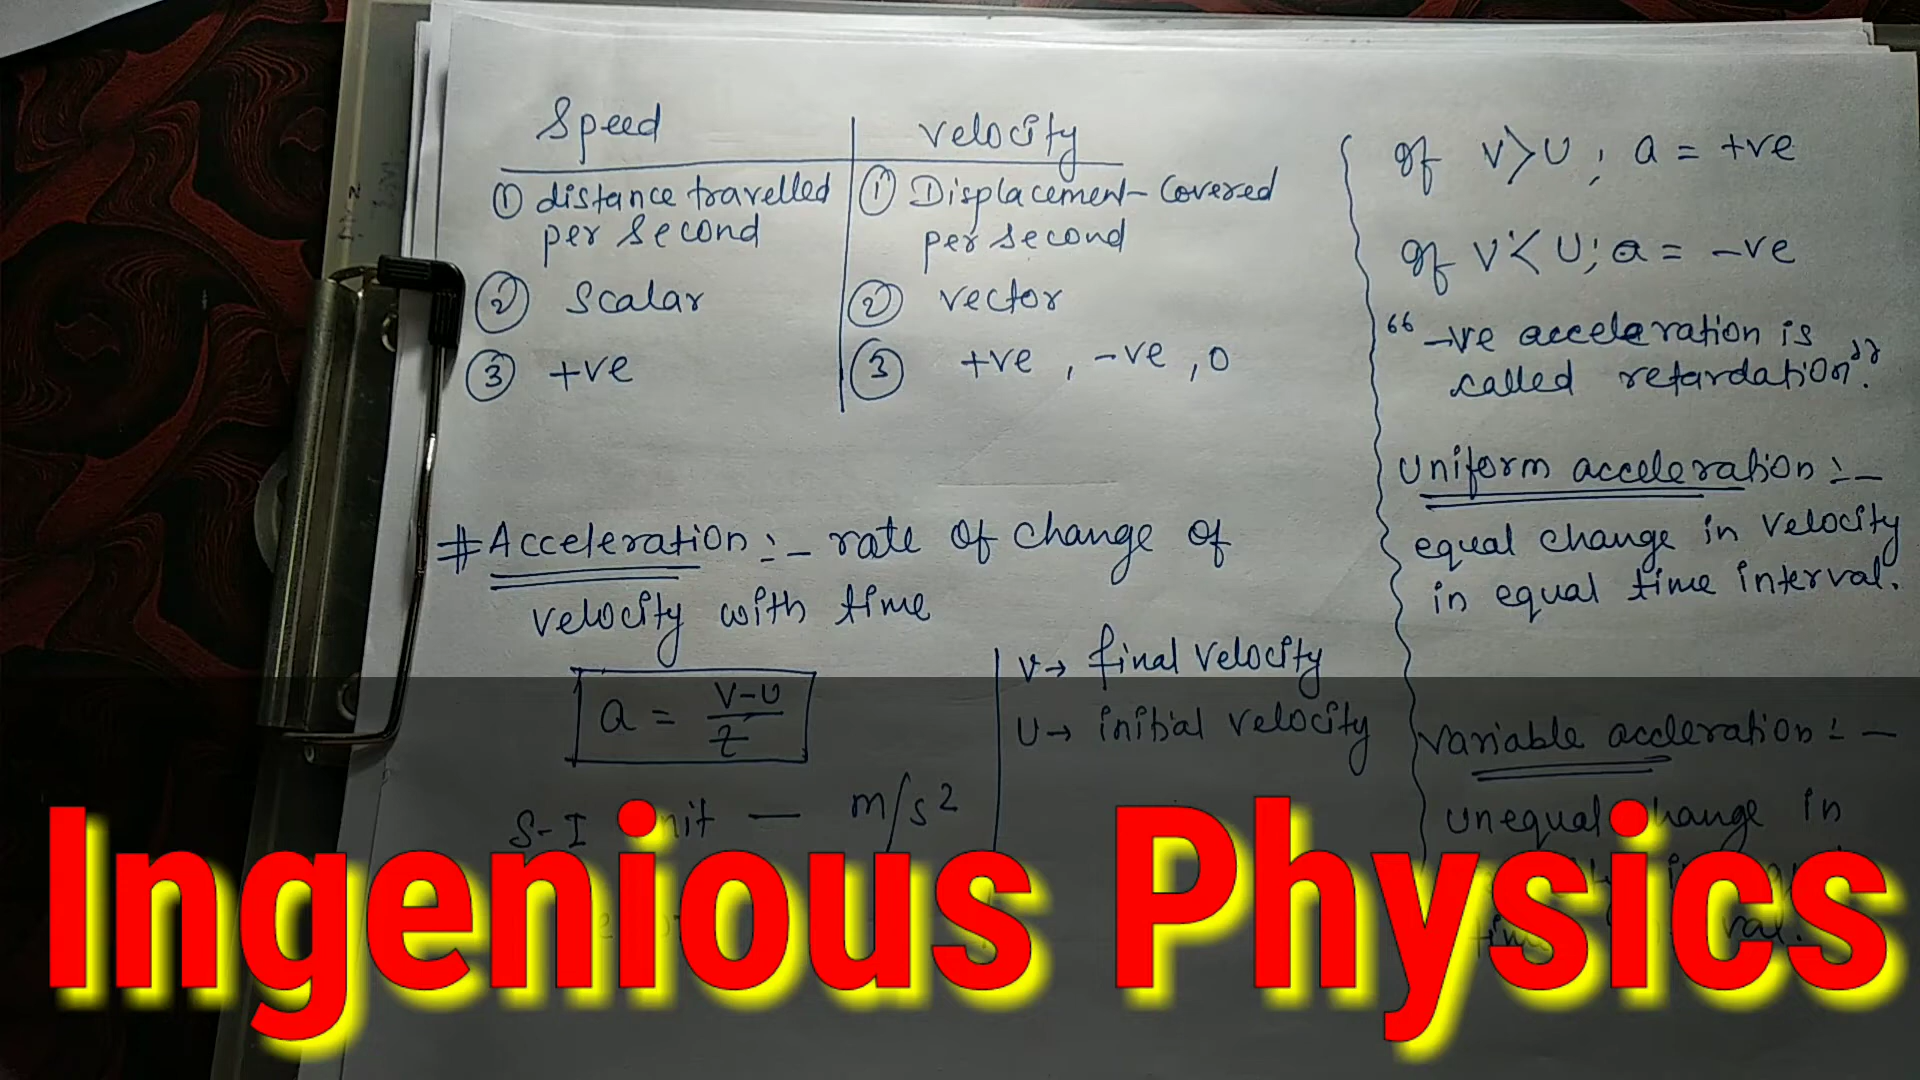 Speed
① distance travelled
per second
② Scalar
③ +ve
Velocity
① Displacement covered
per second
② vector
③ +ve , -ve , 0
# Acceleration :- rate of change of
velocity with time
a = v-u / t
v → final velocity
u → initial velocity
S-I unit — m/s²
If v > u ; a = +ve
If v < u ; a = -ve
“ -ve acceleration is
called retardation.”
Uniform acceleration :-
equal change in velocity
in equal time interval.
Variable accleration :-
unequal change in
Ingenious Physics